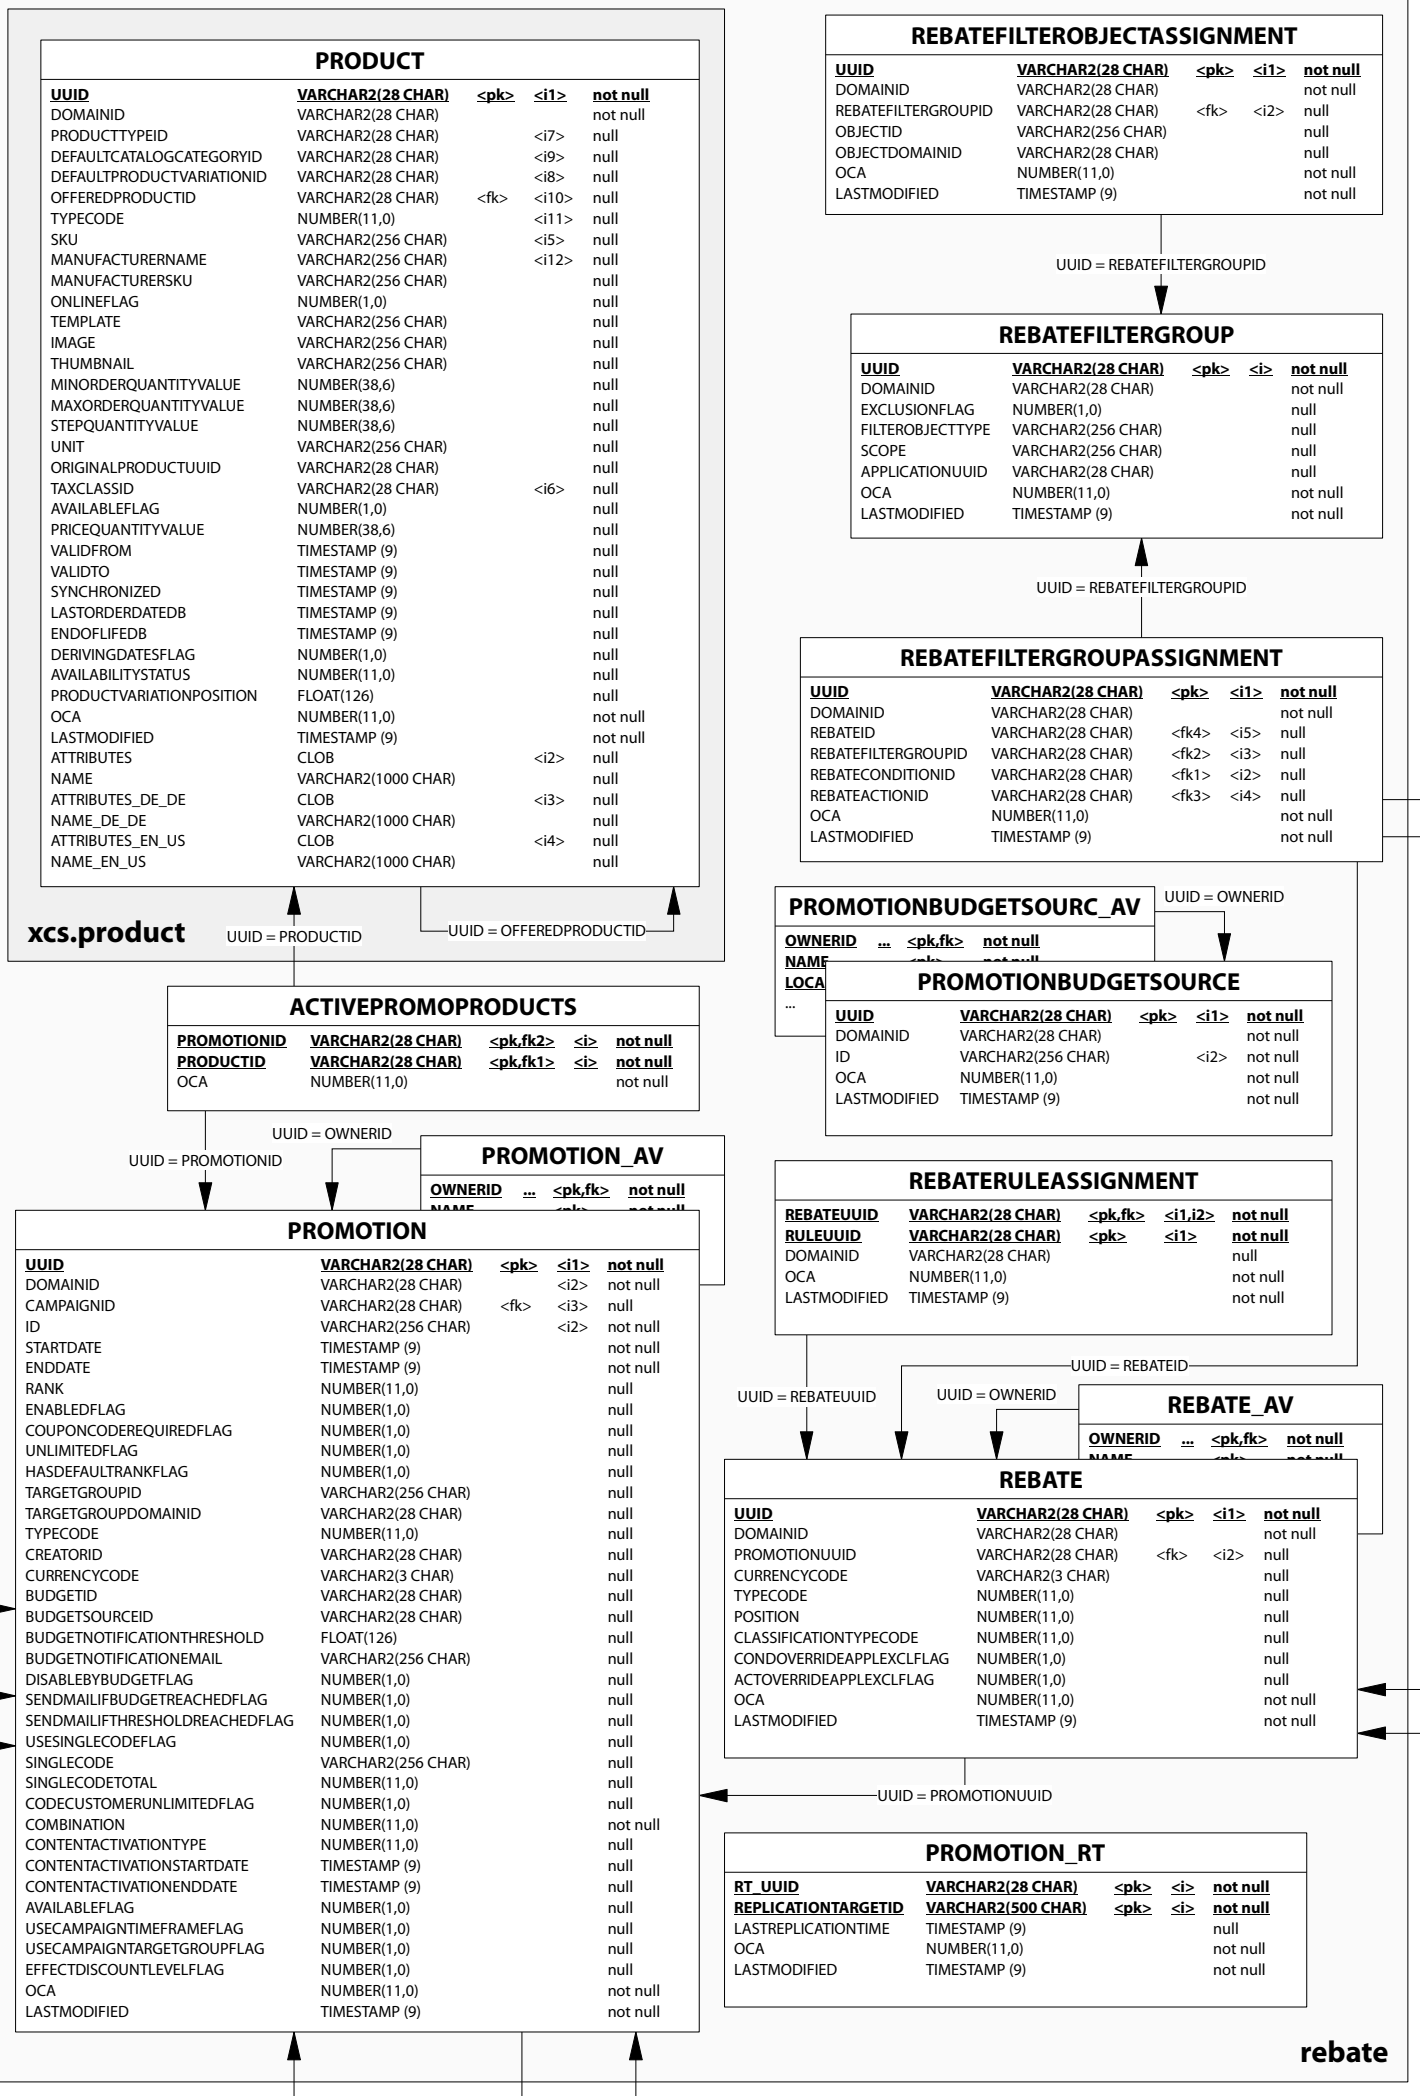 PRODUCT
UUID VARCHAR2(28 CHAR) <pk> <i1> not null
DOMAINID VARCHAR2(28 CHAR) not null
PRODUCTTYPEID VARCHAR2(28 CHAR) <i7> null
DEFAULTCATALOGCATEGORYID VARCHAR2(28 CHAR) <i9> null
DEFAULTPRODUCTVARIATIONID VARCHAR2(28 CHAR) <i8> null
OFFEREDPRODUCTID VARCHAR2(28 CHAR) <fk> <i10> null
TYPECODE NUMBER(11,0) <i11> null
SKU VARCHAR2(256 CHAR) <i5> null
MANUFACTURERNAME VARCHAR2(256 CHAR) <i12> null
MANUFACTURERSKU VARCHAR2(256 CHAR) null
ONLINEFLAG NUMBER(1,0) null
TEMPLATE VARCHAR2(256 CHAR) null
IMAGE VARCHAR2(256 CHAR) null
THUMBNAIL VARCHAR2(256 CHAR) null
MINORDERQUANTITYVALUE NUMBER(38,6) null
MAXORDERQUANTITYVALUE NUMBER(38,6) null
STEPQUANTITYVALUE NUMBER(38,6) null
UNIT VARCHAR2(256 CHAR) null
ORIGINALPRODUCTUUID VARCHAR2(28 CHAR) null
TAXCLASSID VARCHAR2(28 CHAR) <i6> null
AVAILABLEFLAG NUMBER(1,0) null
PRICEQUANTITYVALUE NUMBER(38,6) null
VALIDFROM TIMESTAMP (9) null
VALIDTO TIMESTAMP (9) null
SYNCHRONIZED TIMESTAMP (9) null
LASTORDERDATEDB TIMESTAMP (9) null
ENDOFLIFEDB TIMESTAMP (9) null
DERIVINGDATESFLAG NUMBER(1,0) null
AVAILABILITYSTATUS NUMBER(11,0) null
PRODUCTVARIATIONPOSITION FLOAT(126) null
OCA NUMBER(11,0) not null
LASTMODIFIED TIMESTAMP (9) not null
ATTRIBUTES CLOB <i2> null
NAME VARCHAR2(1000 CHAR) null
ATTRIBUTES_DE_DE CLOB <i3> null
NAME_DE_DE VARCHAR2(1000 CHAR) null
ATTRIBUTES_EN_US CLOB <i4> null
NAME_EN_US VARCHAR2(1000 CHAR) null
xcs.product
UUID = PRODUCTID
UUID = OFFEREDPRODUCTID
ACTIVEPROMOPRODUCTS
PROMOTIONID VARCHAR2(28 CHAR) <pk,fk2> <i> not null
PRODUCTID VARCHAR2(28 CHAR) <pk,fk1> <i> not null
OCA NUMBER(11,0) not null
UUID = OWNERID
UUID = PROMOTIONID
PROMOTION_AV
OWNERID ... <pk,fk> not null
NAME <pk> not null
PROMOTION
UUID VARCHAR2(28 CHAR) <pk> <i1> not null
DOMAINID VARCHAR2(28 CHAR) <i2> not null
CAMPAIGNID VARCHAR2(28 CHAR) <fk> <i3> null
ID VARCHAR2(256 CHAR) <i2> not null
STARTDATE TIMESTAMP (9) not null
ENDDATE TIMESTAMP (9) not null
RANK NUMBER(11,0) null
ENABLEDFLAG NUMBER(1,0) null
COUPONCODEREQUIREDFLAG NUMBER(1,0) null
UNLIMITEDFLAG NUMBER(1,0) null
HASDEFAULTRANKFLAG NUMBER(1,0) null
TARGETGROUPID VARCHAR2(256 CHAR) null
TARGETGROUPDOMAINID VARCHAR2(28 CHAR) null
TYPECODE NUMBER(11,0) null
CREATORID VARCHAR2(28 CHAR) null
CURRENCYCODE VARCHAR2(3 CHAR) null
BUDGETID VARCHAR2(28 CHAR) null
BUDGETSOURCEID VARCHAR2(28 CHAR) null
BUDGETNOTIFICATIONTHRESHOLD FLOAT(126) null
BUDGETNOTIFICATIONEMAIL VARCHAR2(256 CHAR) null
DISABLEBYBUDGETFLAG NUMBER(1,0) null
SENDMAILIFBUDGETREACHEDFLAG NUMBER(1,0) null
SENDMAILIFTHRESHOLDREACHEDFLAG NUMBER(1,0) null
USESINGLECODEFLAG NUMBER(1,0) null
SINGLECODE VARCHAR2(256 CHAR) null
SINGLECODETOTAL NUMBER(11,0) null
CODECUSTOMERUNLIMITEDFLAG NUMBER(1,0) null
COMBINATION NUMBER(11,0) not null
CONTENTACTIVATIONTYPE NUMBER(11,0) null
CONTENTACTIVATIONSTARTDATE TIMESTAMP (9) null
CONTENTACTIVATIONENDDATE TIMESTAMP (9) null
AVAILABLEFLAG NUMBER(1,0) null
USECAMPAIGNTIMEFRAMEFLAG NUMBER(1,0) null
USECAMPAIGNTARGETGROUPFLAG NUMBER(1,0) null
EFFECTDISCOUNTLEVELFLAG NUMBER(1,0) null
OCA NUMBER(11,0) not null
LASTMODIFIED TIMESTAMP (9) not null
REBATEFILTEROBJECTASSIGNMENT
UUID VARCHAR2(28 CHAR) <pk> <i1> not null
DOMAINID VARCHAR2(28 CHAR) not null
REBATEFILTERGROUPID VARCHAR2(28 CHAR) <fk> <i2> null
OBJECTID VARCHAR2(256 CHAR) null
OBJECTDOMAINID VARCHAR2(28 CHAR) null
OCA NUMBER(11,0) not null
LASTMODIFIED TIMESTAMP (9) not null
UUID = REBATEFILTERGROUPID
REBATEFILTERGROUP
UUID VARCHAR2(28 CHAR) <pk> <i> not null
DOMAINID VARCHAR2(28 CHAR) not null
EXCLUSIONFLAG NUMBER(1,0) null
FILTEROBJECTTYPE VARCHAR2(256 CHAR) null
SCOPE VARCHAR2(256 CHAR) null
APPLICATIONUUID VARCHAR2(28 CHAR) null
OCA NUMBER(11,0) not null
LASTMODIFIED TIMESTAMP (9) not null
UUID = REBATEFILTERGROUPID
REBATEFILTERGROUPASSIGNMENT
UUID VARCHAR2(28 CHAR) <pk> <i1> not null
DOMAINID VARCHAR2(28 CHAR) not null
REBATEID VARCHAR2(28 CHAR) <fk4> <i5> null
REBATEFILTERGROUPID VARCHAR2(28 CHAR) <fk2> <i3> null
REBATECONDITIONID VARCHAR2(28 CHAR) <fk1> <i2> null
REBATEACTIONID VARCHAR2(28 CHAR) <fk3> <i4> null
OCA NUMBER(11,0) not null
LASTMODIFIED TIMESTAMP (9) not null
PROMOTIONBUDGETSOURC_AV
UUID = OWNERID
OWNERID ... <pk,fk> not null
NAME <pk> not null
LOCA
...
PROMOTIONBUDGETSOURCE
UUID VARCHAR2(28 CHAR) <pk> <i1> not null
DOMAINID VARCHAR2(28 CHAR) not null
ID VARCHAR2(256 CHAR) <i2> not null
OCA NUMBER(11,0) not null
LASTMODIFIED TIMESTAMP (9) not null
REBATERULEASSIGNMENT
REBATEUUID VARCHAR2(28 CHAR) <pk,fk> <i1,i2> not null
RULEUUID VARCHAR2(28 CHAR) <pk> <i1> not null
DOMAINID VARCHAR2(28 CHAR) null
OCA NUMBER(11,0) not null
LASTMODIFIED TIMESTAMP (9) not null
UUID = REBATEID
UUID = REBATEUUID
UUID = OWNERID
REBATE_AV
OWNERID ... <pk,fk> not null
NAME <pk> not null
REBATE
UUID VARCHAR2(28 CHAR) <pk> <i1> not null
DOMAINID VARCHAR2(28 CHAR) not null
PROMOTIONUUID VARCHAR2(28 CHAR) <fk> <i2> null
CURRENCYCODE VARCHAR2(3 CHAR) null
TYPECODE NUMBER(11,0) null
POSITION NUMBER(11,0) null
CLASSIFICATIONTYPECODE NUMBER(11,0) null
CONDOVERRIDEAPPLEXCLFLAG NUMBER(1,0) null
ACTOVERRIDEAPPLEXCLFLAG NUMBER(1,0) null
OCA NUMBER(11,0) not null
LASTMODIFIED TIMESTAMP (9) not null
UUID = PROMOTIONUUID
PROMOTION_RT
RT_UUID VARCHAR2(28 CHAR) <pk> <i> not null
REPLICATIONTARGETID VARCHAR2(500 CHAR) <pk> <i> not null
LASTREPLICATIONTIME TIMESTAMP (9) null
OCA NUMBER(11,0) not null
LASTMODIFIED TIMESTAMP (9) not null
rebate